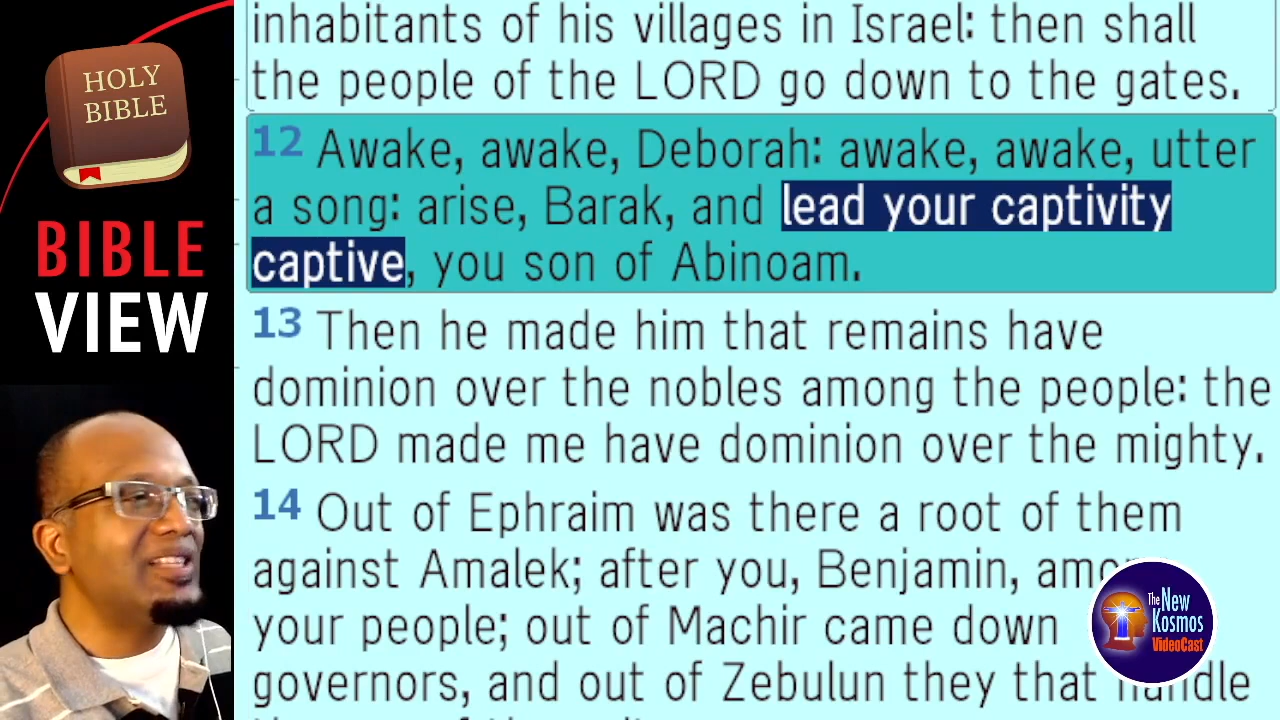 HOLY
BIBLE
BIBLE
VIEW
inhabitants of his villages in Israel: then shall
the people of the LORD go down to the gates.
12 Awake, awake, Deborah: awake, awake, utter
a song: arise, Barak, and lead your captivity
captive, you son of Abinoam.
13 Then he made him that remains have
dominion over the nobles among the people: the
LORD made me have dominion over the mighty.
14 Out of Ephraim was there a root of them
against Amalek; after you, Benjamin,
your people; out of Machir came down
governors, and out of Zebulun they that handle
The New
Kosmos
VideoCast